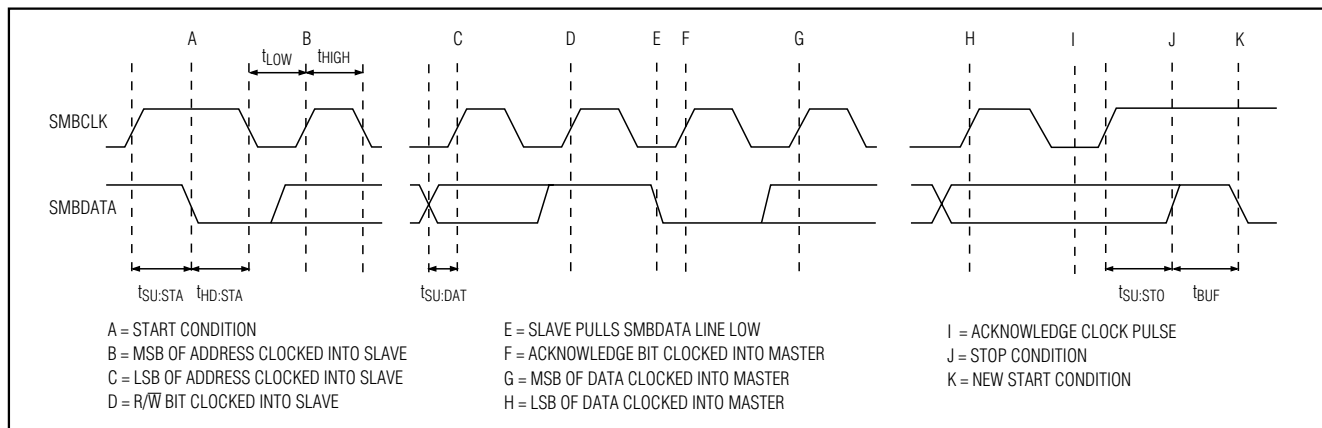 A B C D E F G H I J K
tLOW tHIGH
SMBCLK
SMBDATA
tSU:STA tHD:STA tSU:DAT tSU:STO tBUF
A = START CONDITION
B = MSB OF ADDRESS CLOCKED INTO SLAVE
C = LSB OF ADDRESS CLOCKED INTO SLAVE
D = R/W̅ BIT CLOCKED INTO SLAVE
E = SLAVE PULLS SMBDATA LINE LOW
F = ACKNOWLEDGE BIT CLOCKED INTO MASTER
G = MSB OF DATA CLOCKED INTO MASTER
H = LSB OF DATA CLOCKED INTO MASTER
I = ACKNOWLEDGE CLOCK PULSE
J = STOP CONDITION
K = NEW START CONDITION